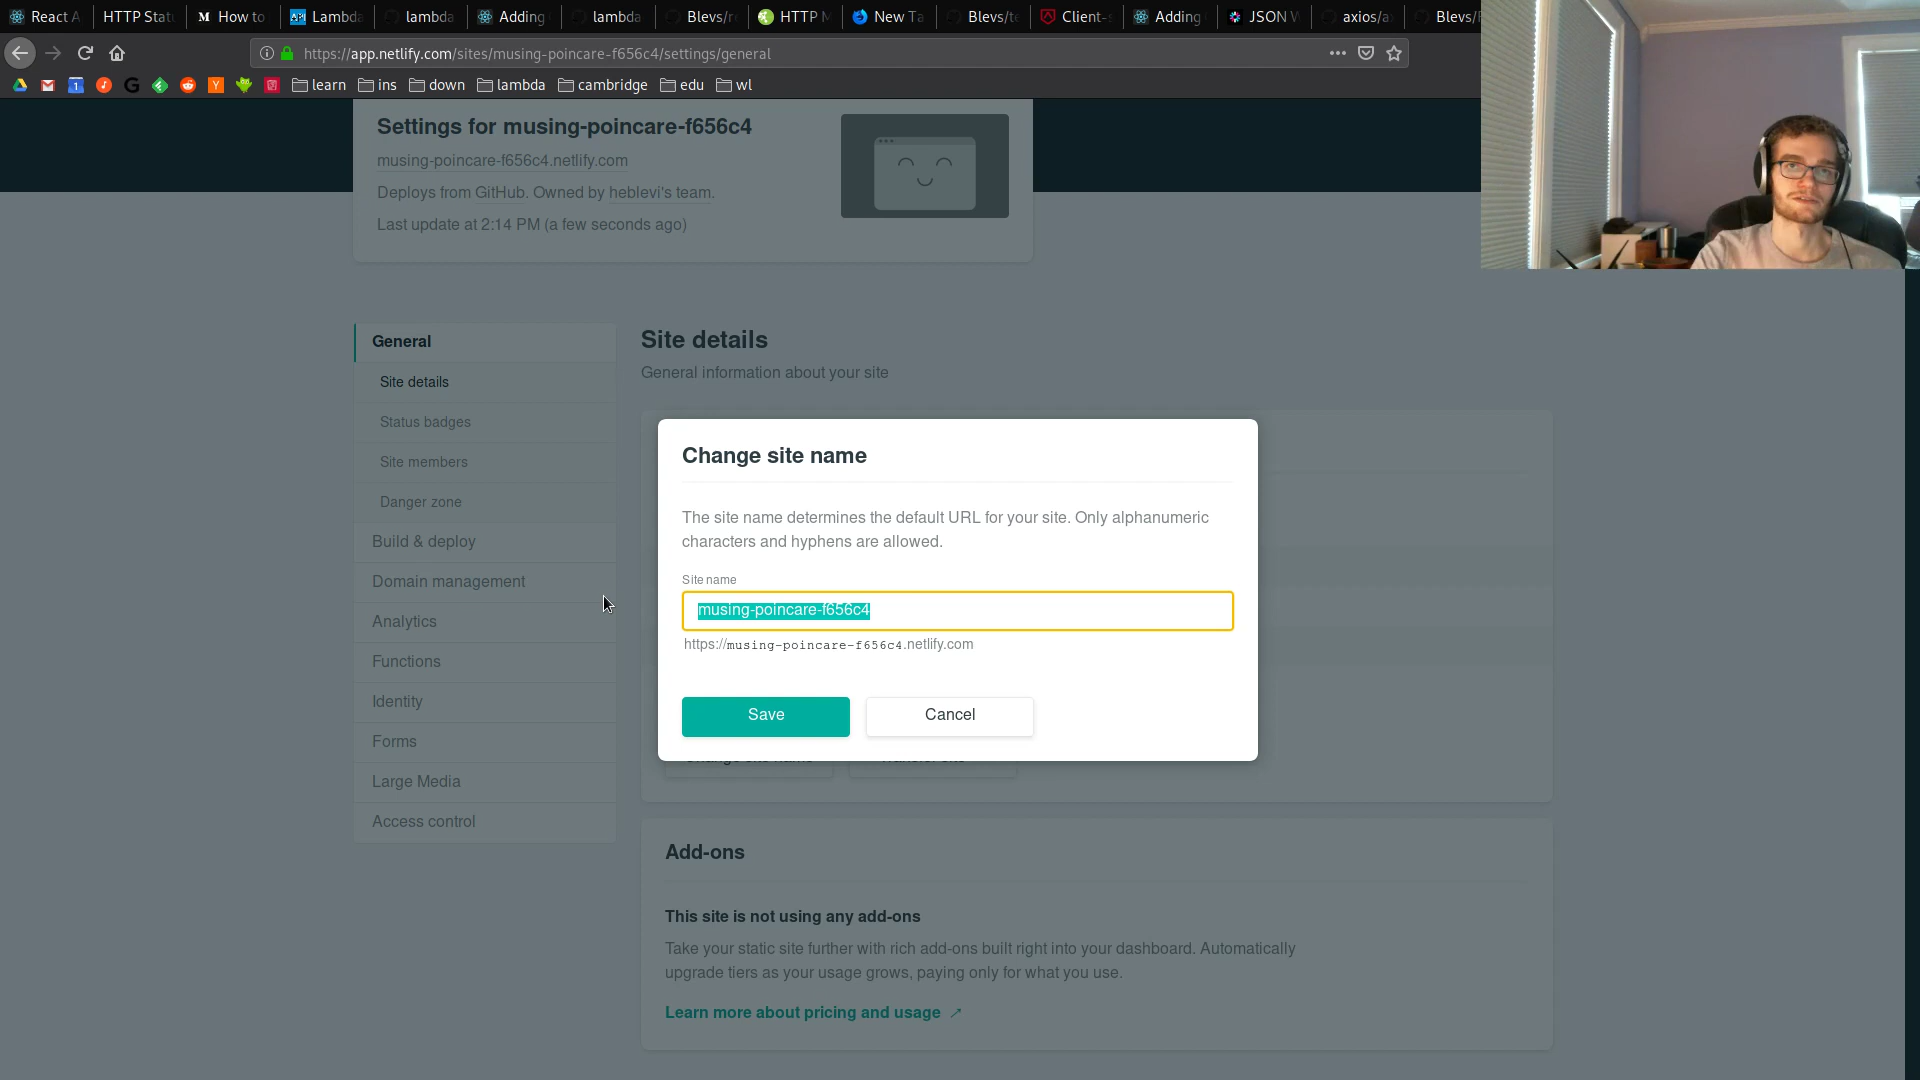 React A
HTTP Stat
How to
Lambda
lambda
Adding
lambda
Blevs/r
HTTP M
New Ta
Blevs/t
Client-s
Adding
JSON
axios/a
Blevs/
https://app.netlify.com/sites/musing-poincare-f656c4/settings/general
learn
ins
down
lambda
cambridge
edu
wl
Settings for musing-poincare-f656c4
musing-poincare-f656c4.netlify.com
Deploys from GitHub. Owned by heblevi's team.
Last update at 2:14 PM (a few seconds ago)
General
Site details
Status badges
Site members
Danger zone
Build & deploy
Domain management
Analytics
Functions
Identity
Forms
Large Media
Access control
Site details
General information about your site
Change site name
The site name determines the default URL for your site. Only alphanumeric
characters and hyphens are allowed.
Site name
musing-poincare-f656c4
https://musing-poincare-f656c4.netlify.com
Save
Cancel
Add-ons
This site is not using any add-ons
Take your static site further with rich add-ons built right into your dashboard. Automatically
upgrade tiers as your usage grows, paying only for what you use.
Learn more about pricing and usage